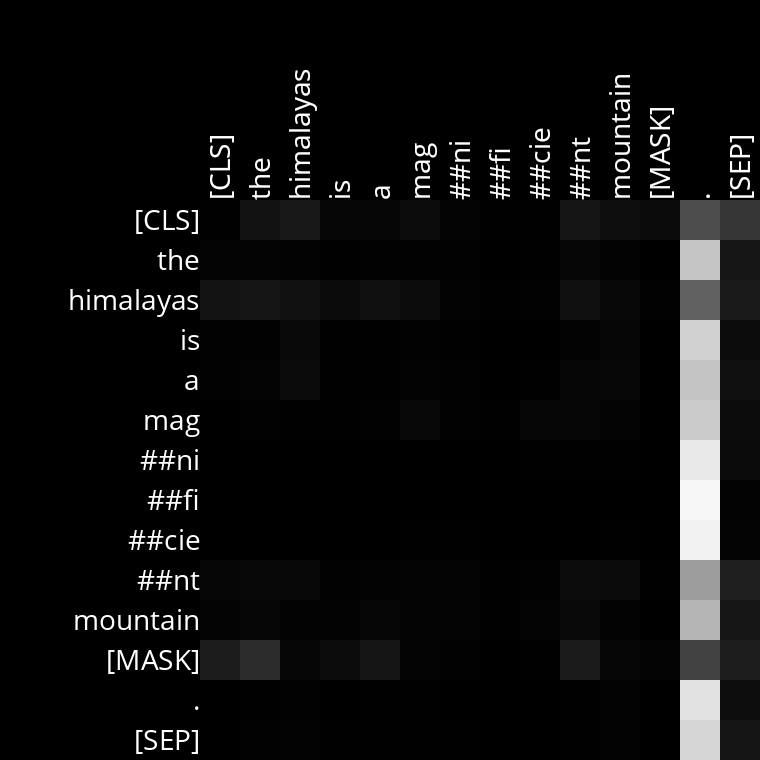 [CLS]
the
himalayas
is
a
mag
##ni
##fi
##cie
##nt
mountain
[MASK]
.
[SEP]
[CLS]
the
himalayas
is
a
mag
##ni
##fi
##cie
##nt
mountain
[MASK]
.
[SEP]